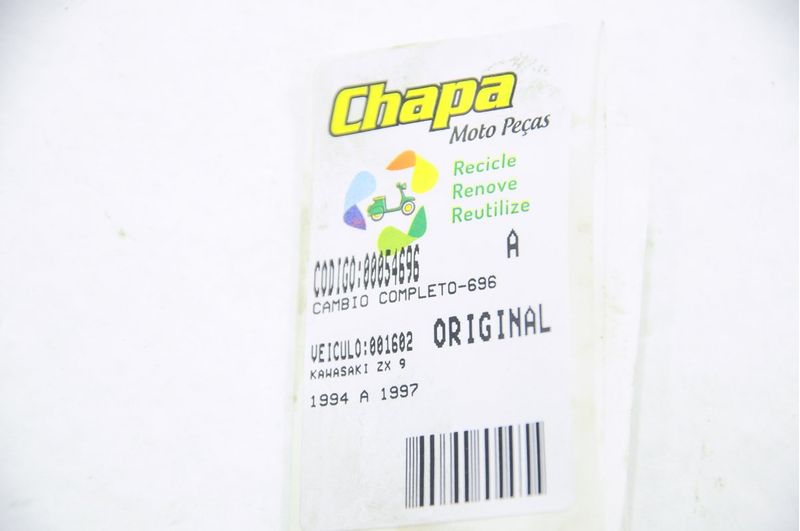 Chapa
Moto Peças
Recicle
Renove
Reutilize
A
CODIGO:00054696
CAMBIO COMPLETO-696
VEICULO:001602 ORIGINAL
KAWASAKI ZX 9
1994 A 1997